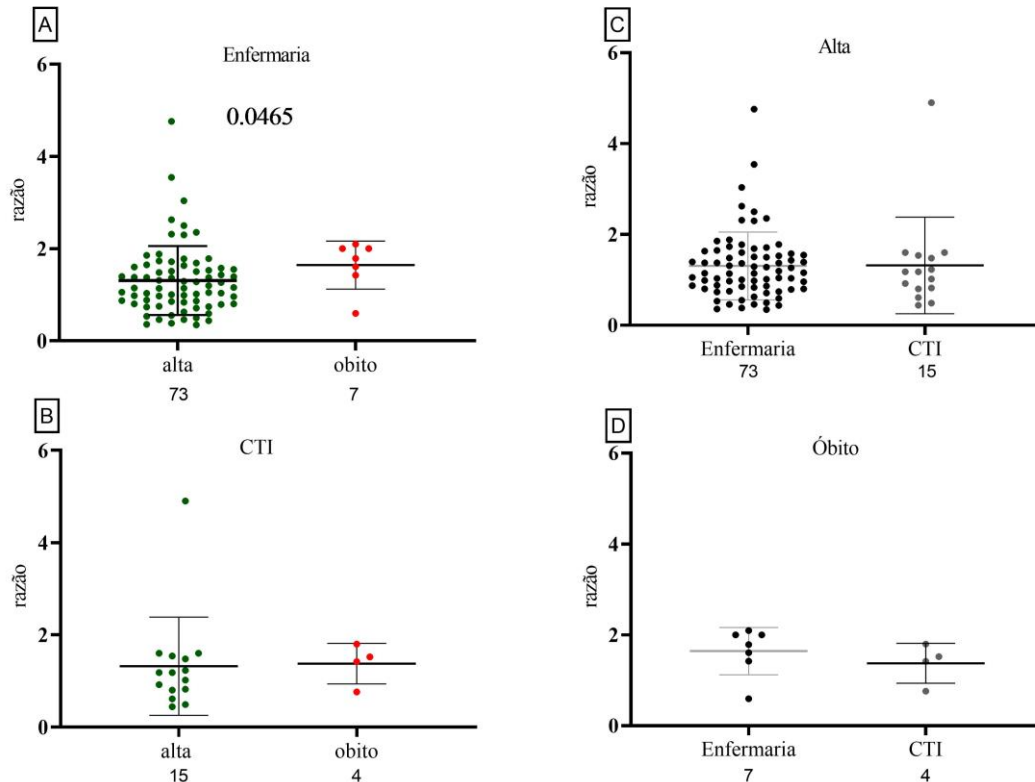 A
Enfermaria
0.0465
6
4
2
0
razão
alta
obito
73
7
B
CTI
6
4
2
0
razão
alta
obito
15
4
C
Alta
6
4
2
0
razão
Enfermaria
CTI
73
15
D
Óbito
6
4
2
0
razão
Enfermaria
CTI
7
4